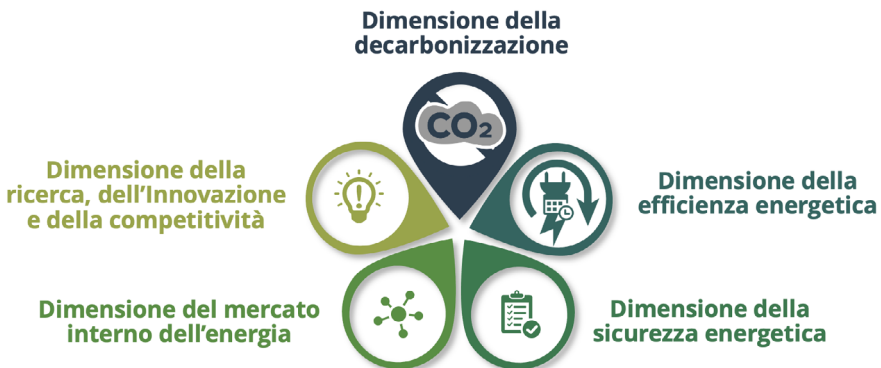 Dimensione della
decarbonizzazione
CO2
Dimensione della
ricerca, dell'Innovazione
e della competitività
Dimensione della
efficienza energetica
Dimensione del mercato
interno dell'energia
Dimensione della
sicurezza energetica